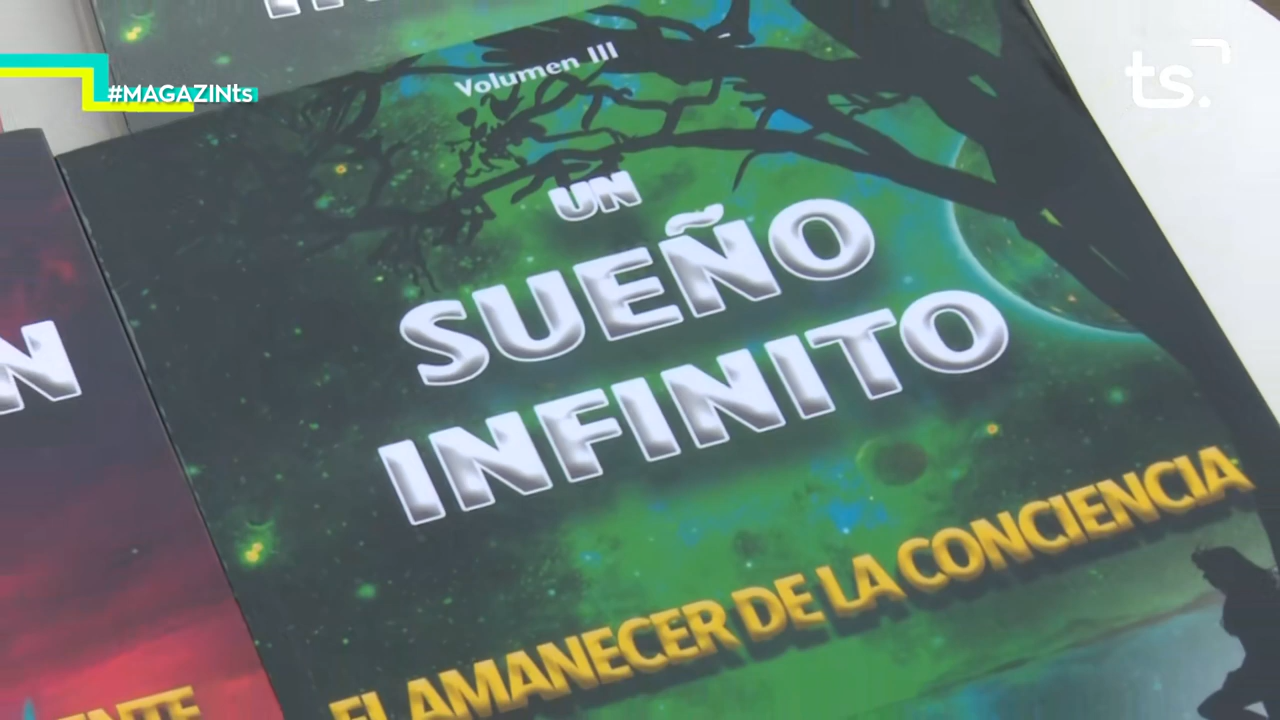 #MAGAZINts
ts.
Volumen III
UN
SUEÑO
INFINITO
EL AMANECER DE LA CONCIENCIA